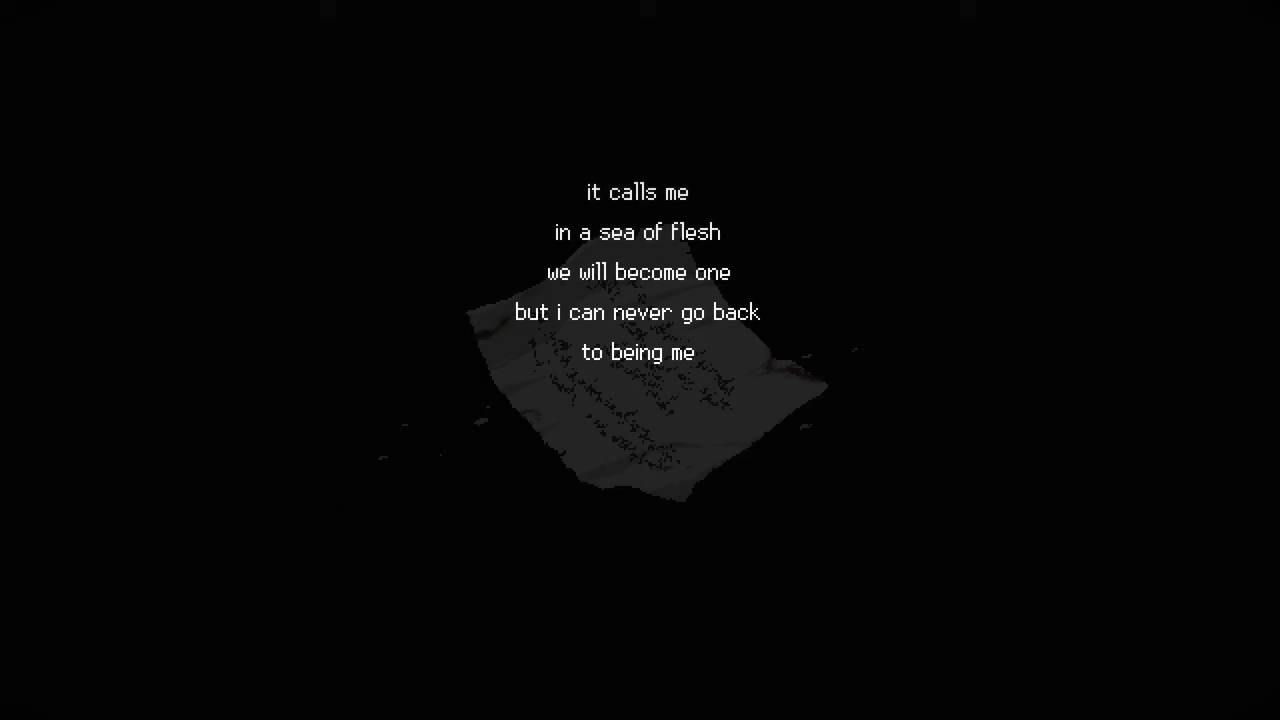 it calls me
in a sea of flesh
we will become one
but i can never go back
to being me